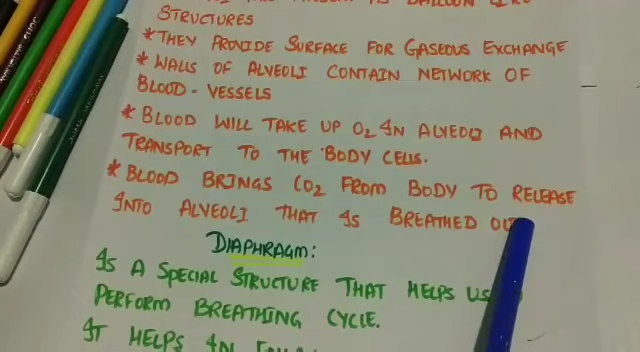 STRUCTURES
* THEY PROVIDE SURFACE FOR GASEOUS EXCHANGE
* WALLS OF ALVEOLI CONTAIN NETWORK OF
BLOOD-VESSELS
* BLOOD WILL TAKE UP O2 IN ALVEOLI AND
TRANSPORT TO THE BODY CELLS.
* BLOOD BRINGS CO2 FROM BODY TO RELEASE
INTO ALVEOLI THAT IS BREATHED
DIAPHRAGM:
IS A SPECIAL STRUCTURE THAT HELPS US
PERFORM BREATHING CYCLE.
IT HELPS IN